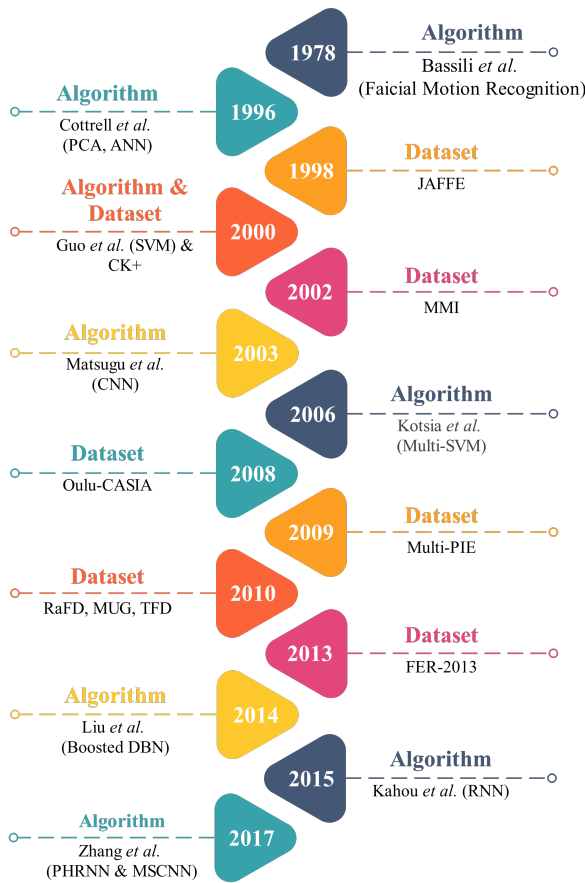 Algorithm
1978
Bassili et al.
(Faicial Motion Recognition)
Algorithm
1996
Cottrell et al.
(PCA, ANN)
Dataset
1998
JAFFE
Algorithm &
Dataset
2000
Guo et al. (SVM) &
CK+
Dataset
2002
MMI
Algorithm
2003
Matsugu et al.
(CNN)
Algorithm
2006
Kotsia et al.
(Multi-SVM)
Dataset
2008
Oulu-CASIA
Dataset
2009
Multi-PIE
Dataset
2010
RaFD, MUG, TFD
Dataset
2013
FER-2013
Algorithm
2014
Liu et al.
(Boosted DBN)
Algorithm
2015
Kahou et al. (RNN)
Algorithm
2017
Zhang et al.
(PHRNN & MSCNN)